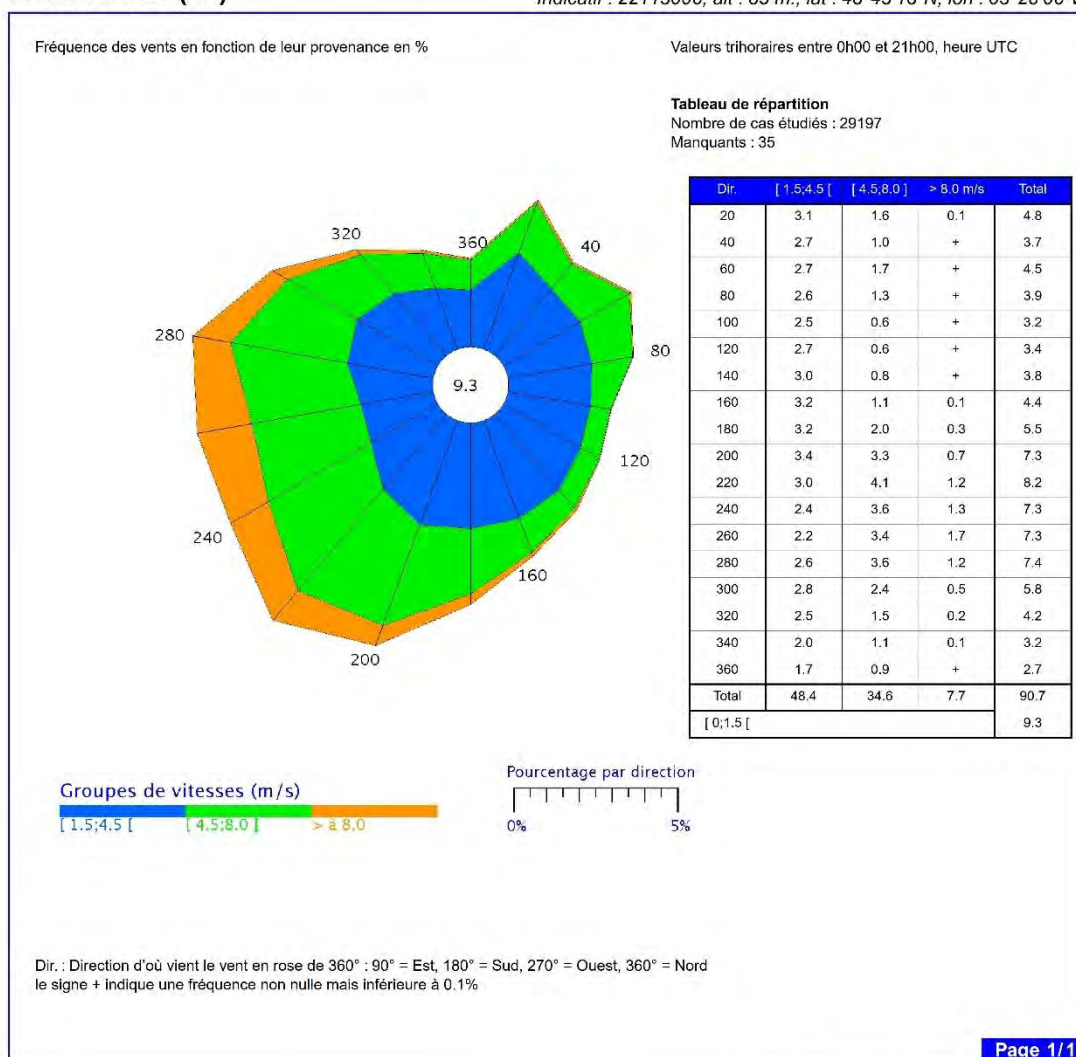 Fréquence des vents en fonction de leur provenance en %
Valeurs trihoraires entre 0h00 et 21h00, heure UTC
Tableau de répartition
Nombre de cas étudiés : 29197
Manquants : 35
Dir. [ 1.5;4.5 [ [ 4.5;8.0 ] > 8.0 m/s Total
20 3.1 1.6 0.1 4.8
40 2.7 1.0 + 3.7
60 2.7 1.7 + 4.5
80 2.6 1.3 + 3.9
100 2.5 0.6 + 3.2
120 2.7 0.6 + 3.4
140 3.0 0.8 + 3.8
160 3.2 1.1 0.1 4.4
180 3.2 2.0 0.3 5.5
200 3.4 3.3 0.7 7.3
220 3.0 4.1 1.2 8.2
240 2.4 3.6 1.3 7.3
260 2.2 3.4 1.7 7.3
280 2.6 3.6 1.2 7.4
300 2.8 2.4 0.5 5.8
320 2.5 1.5 0.2 4.2
340 2.0 1.1 0.1 3.2
360 1.7 0.9 + 2.7
Total 48.4 34.6 7.7 90.7
[ 0;1.5 [ 9.3
320
360
40
280
80
9.3
120
240
160
200
Groupes de vitesses (m/s)
[ 1.5;4.5 [ [ 4.5;8.0 ] > à 8.0
Pourcentage par direction
0% 5%
Dir. : Direction d'où vient le vent en rose de 360° : 90° = Est, 180° = Sud, 270° = Ouest, 360° = Nord
le signe + indique une fréquence non nulle mais inférieure à 0.1%
Page 1/1